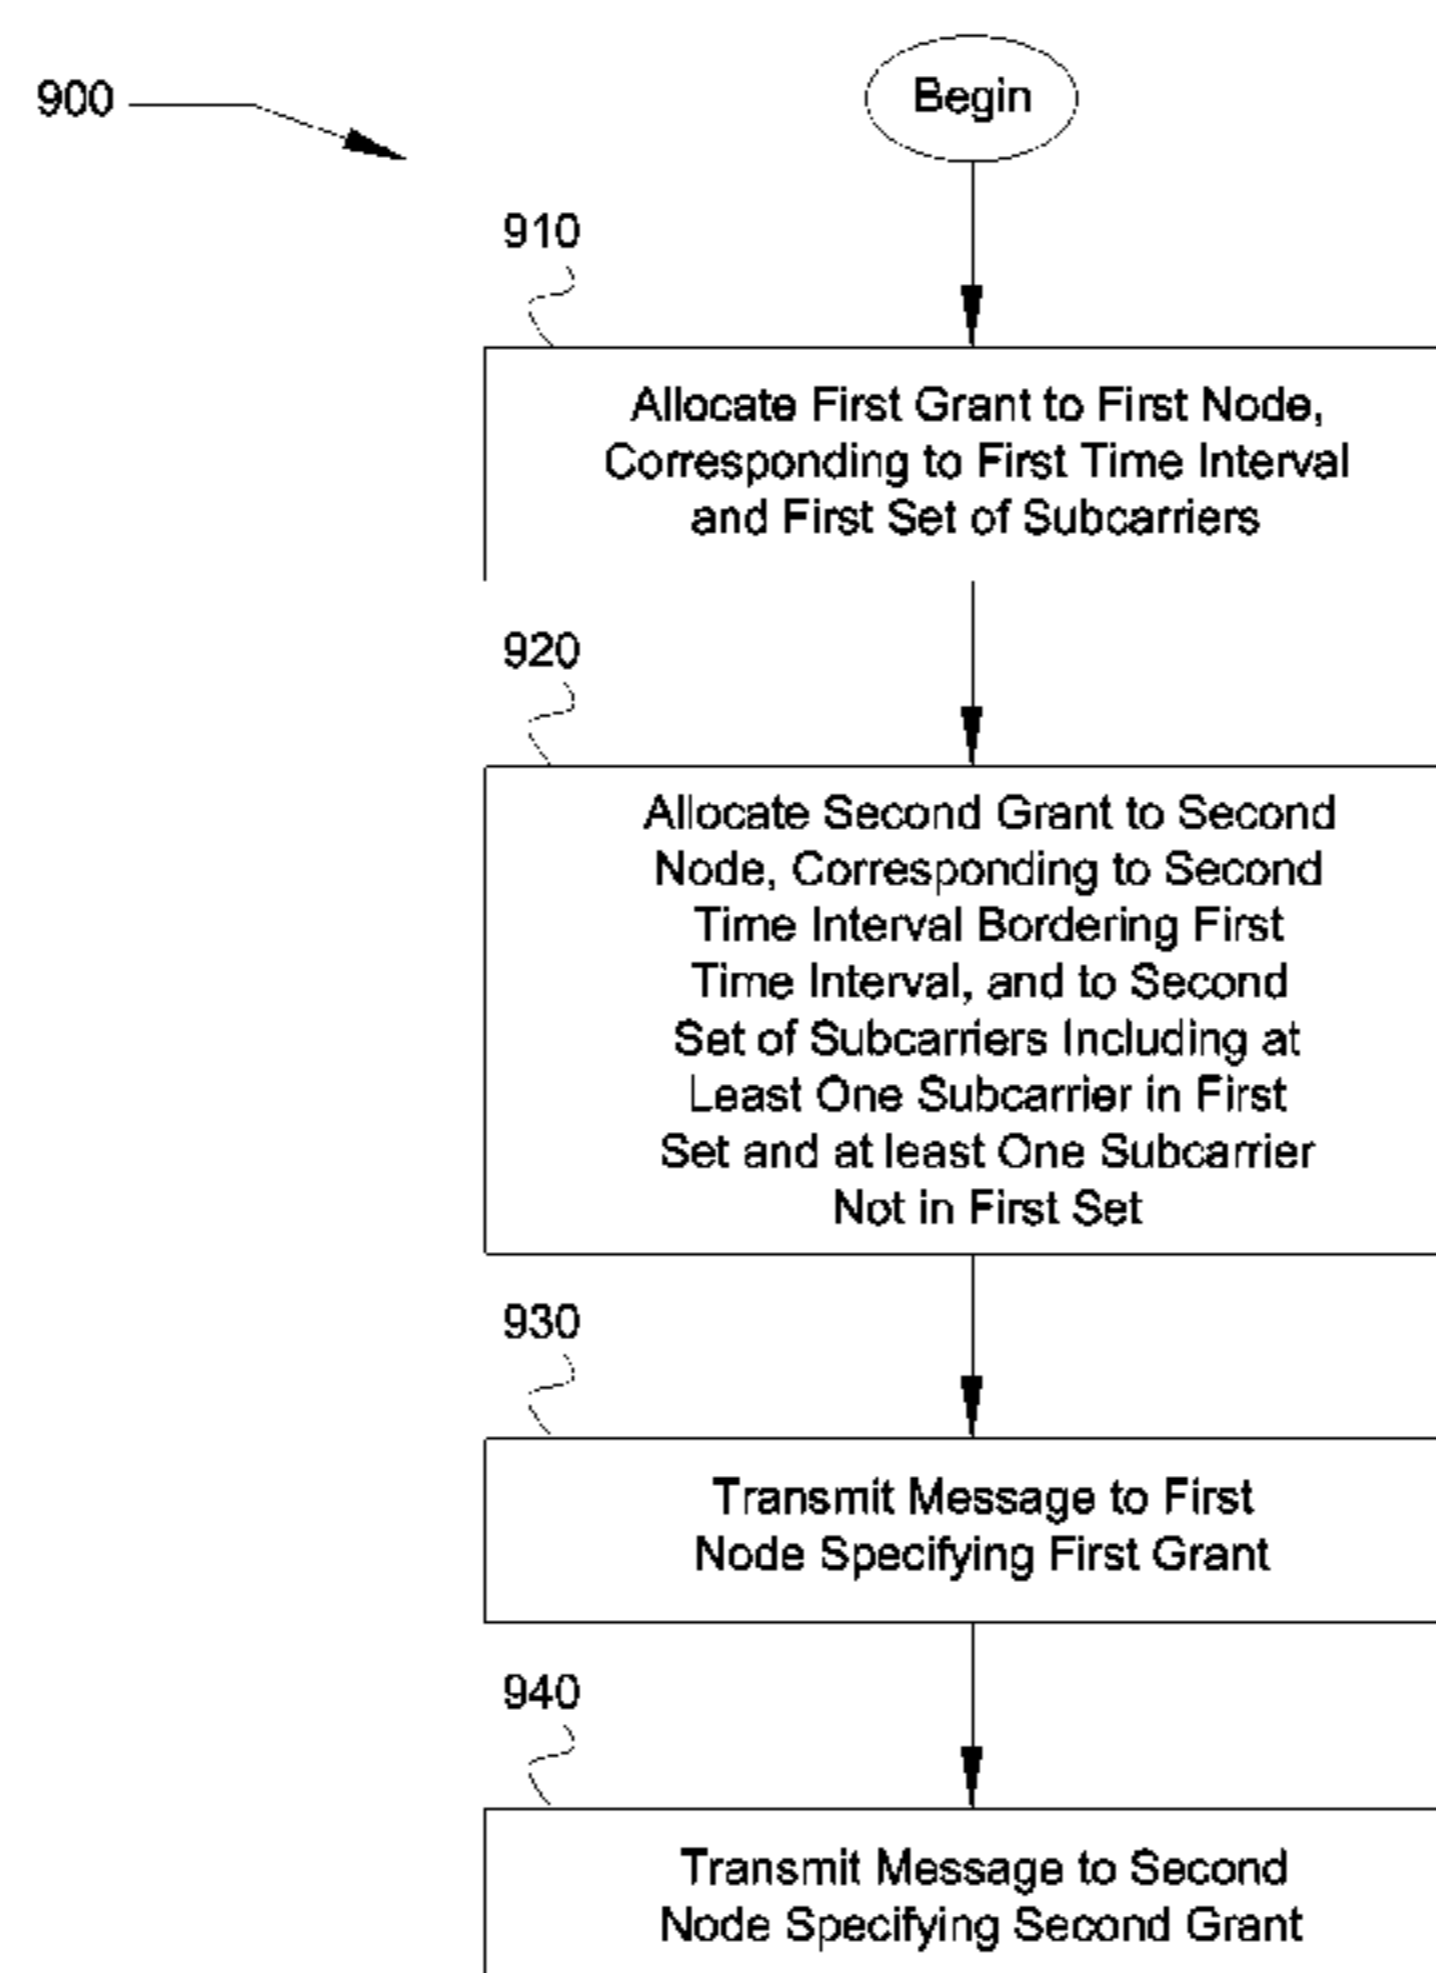 900
Begin
910
Allocate First Grant to First Node,
Corresponding to First Time Interval
and First Set of Subcarriers
920
Allocate Second Grant to Second
Node, Corresponding to Second
Time Interval Bordering First
Time Interval, and to Second
Set of Subcarriers Including at
Least One Subcarrier in First
Set and at least One Subcarrier
Not in First Set
930
Transmit Message to First
Node Specifying First Grant
940
Transmit Message to Second
Node Specifying Second Grant